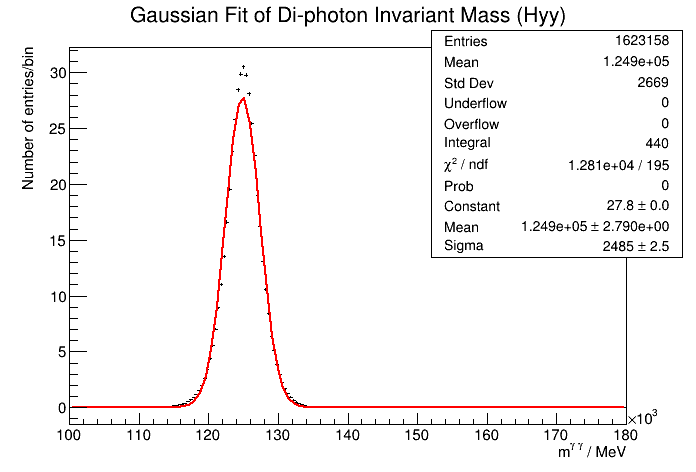 Gaussian Fit of Di-photon Invariant Mass (Hyy)
Entries 1623158
Mean 1.249e+05
Std Dev 2669
Underflow 0
Overflow 0
Integral 440
χ² / ndf 1.281e+04 / 195
Prob 0
Constant 27.8 ± 0.0
Mean 1.249e+05 ± 2.790e+00
Sigma 2485 ± 2.5
Number of entries/bin
30
25
20
15
10
5
0
100 110 120 130 140 150 160 170 180
×10³
m^γγ / MeV